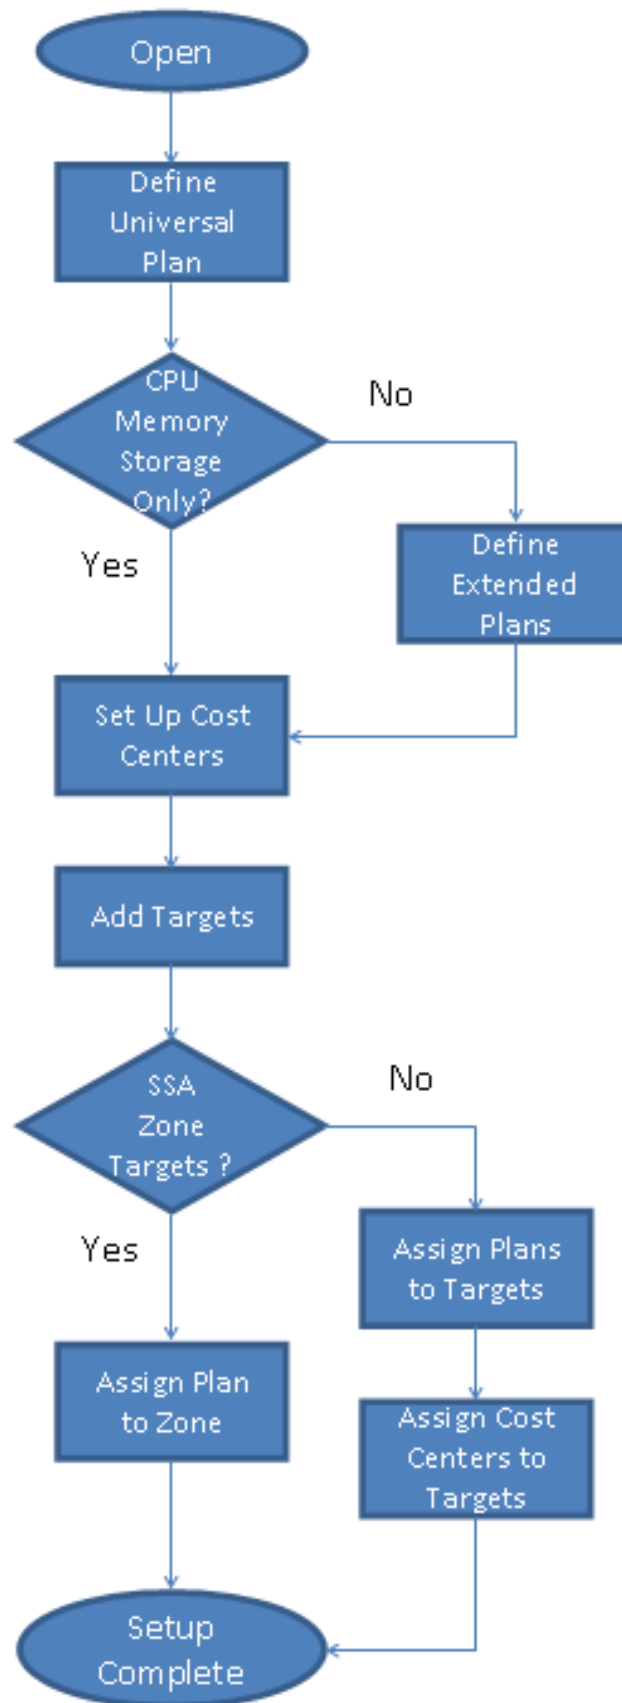 Open
Define
Universal
Plan
CPU
Memory
Storage
Only?
No
Yes
Define
Extended
Plans
Set Up Cost
Centers
Add Targets
SSA
Zone
Targets ?
No
Yes
Assign Plans
to Targets
Assign Plan
to Zone
Assign Cost
Centers to
Targets
Setup
Complete